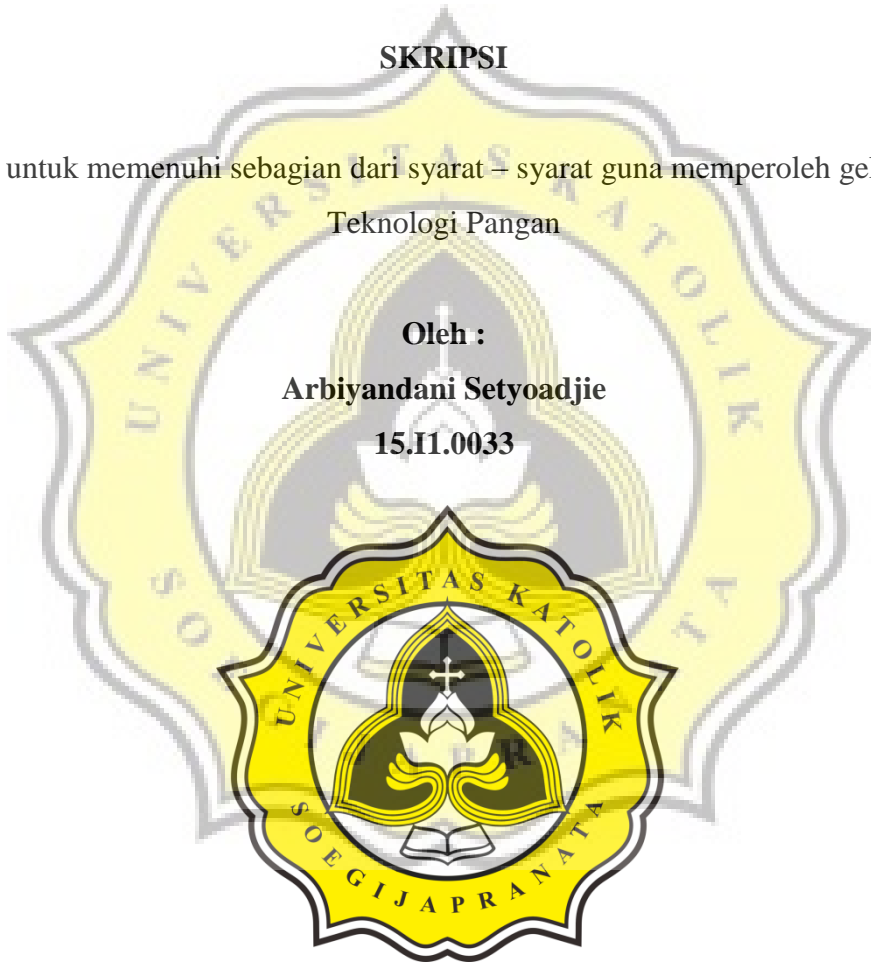 SKRIPSI
untuk memenuhi sebagian dari syarat – syarat guna memperoleh
Teknologi Pangan
Oleh :
Arbiyandani Setyoadjie
15.I1.0033
UNIVERSITAS KATOLIK
SOEGIJAPRANATA